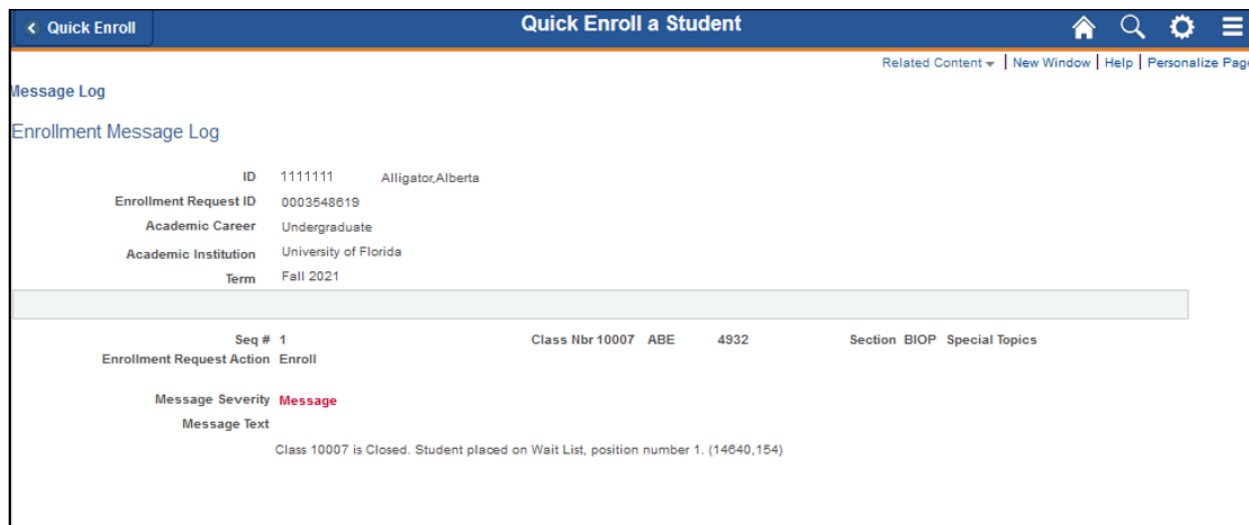 Quick Enroll
Quick Enroll a Student
Related Content | New Window | Help | Personalize Page
Message Log
Enrollment Message Log
ID 1111111 Alligator,Alberta
Enrollment Request ID 0003548619
Academic Career Undergraduate
Academic Institution University of Florida
Term Fall 2021
Seq # 1 Class Nbr 10007 ABE 4932 Section BIOP Special Topics
Enrollment Request Action Enroll
Message Severity Message
Message Text
Class 10007 is Closed. Student placed on Wait List, position number 1. (14640,154)